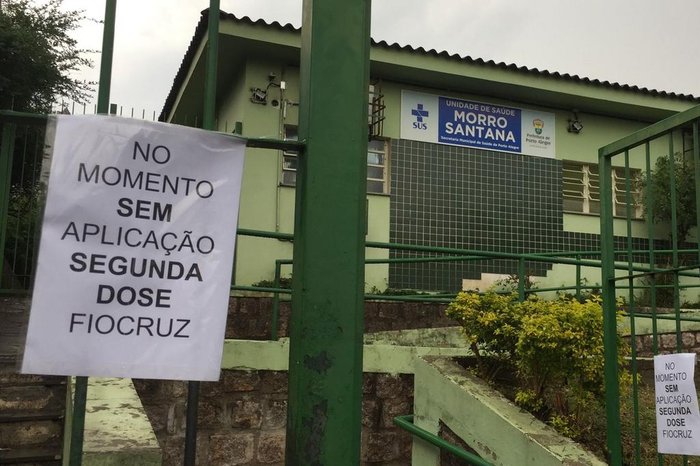 NO
MOMENTO
SEM
APLICAÇÃO
SEGUNDA
DOSE
FIOCRUZ
SUS
UNIDADE DE SAÚDE
MORRO
SANTANA
Secretaria Municipal de Saúde de Porto Alegre
Prefeitura de
Porto Alegre
NO
MOMENTO
SEM
APLICAÇÃO
SEGUNDA
DOSE
FIOCRUZ